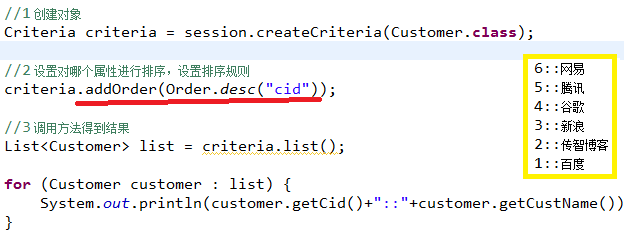 //1 创建对象
Criteria criteria = session.createCriteria(Customer.class);
//2 设置对哪个属性进行排序，设置排序规则
criteria.addOrder(Order.desc("cid"));
//3 调用方法得到结果
List<Customer> list = criteria.list();
for (Customer customer : list) {
System.out.println(customer.getCid()+"::"+customer.getCustName())
}
6::网易
5::腾讯
4::谷歌
3::新浪
2::传智博客
1::百度